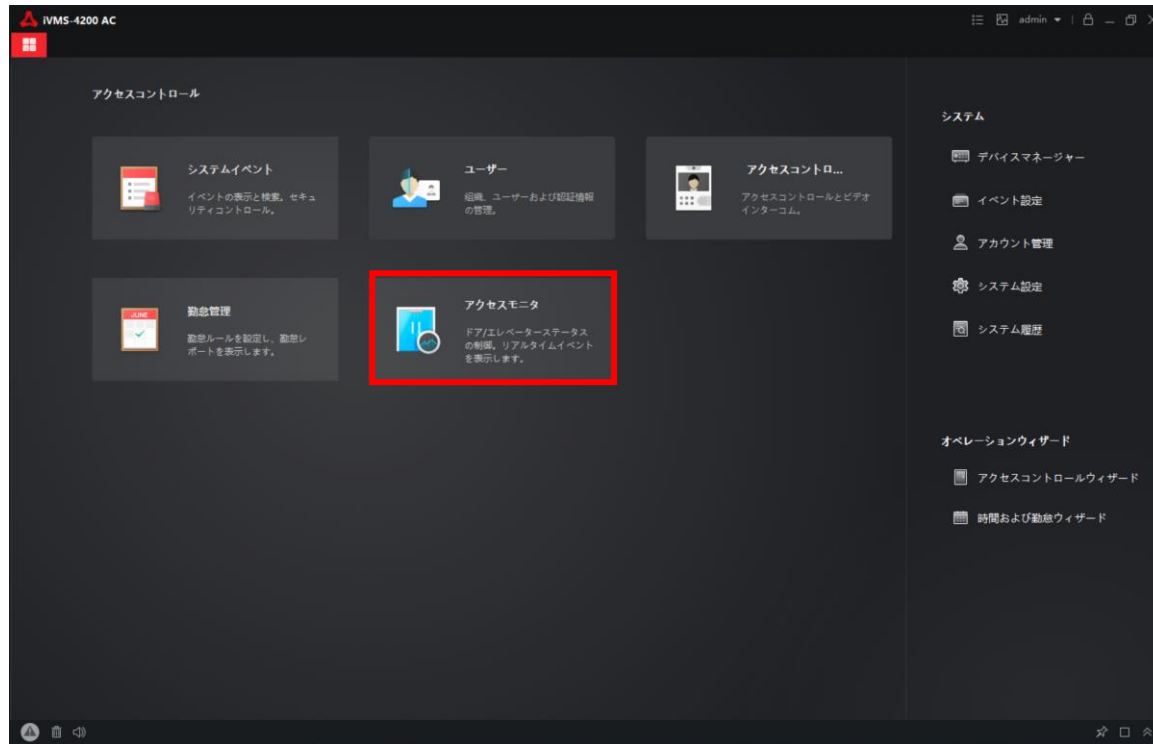 iVMS-4200 AC
admin
アクセスコントロール
システムイベント
イベントの表示と検索。セキュ
リティコントロール。
ユーザー
組織、ユーザーおよび認証情報
の管理。
アクセスコントロ...
アクセスコントロールとビデオ
インターコム。
JUNE
勤怠管理
勤怠ルールを設定し、勤怠レ
ポートを表示します。
アクセスモニタ
ドア/エレベーターステータス
の制御。リアルタイムイベント
を表示します。
システム
デバイスマネージャー
イベント設定
アカウント管理
システム設定
システム履歴
オペレーションウィザード
アクセスコントロールウィザード
時間および勤怠ウィザード